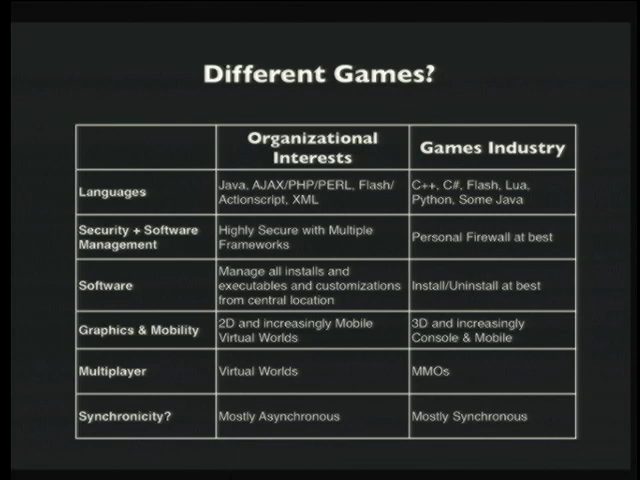 Different Games?
Organizational
Interests
Games Industry
Languages
Java, AJAX/PHP/PERL, Flash/
Actionscript, XML
C++, C#, Flash, Lua,
Python, Some Java
Security + Software
Management
Highly Secure with Multiple
Frameworks
Personal Firewall at best
Software
Manage all installs and
executables and customizations
from central location
Install/Uninstall at best
Graphics & Mobility
2D and increasingly Mobile
Virtual Worlds
3D and increasingly
Console & Mobile
Multiplayer
Virtual Worlds
MMOs
Synchronicity?
Mostly Asynchronous
Mostly Synchronous